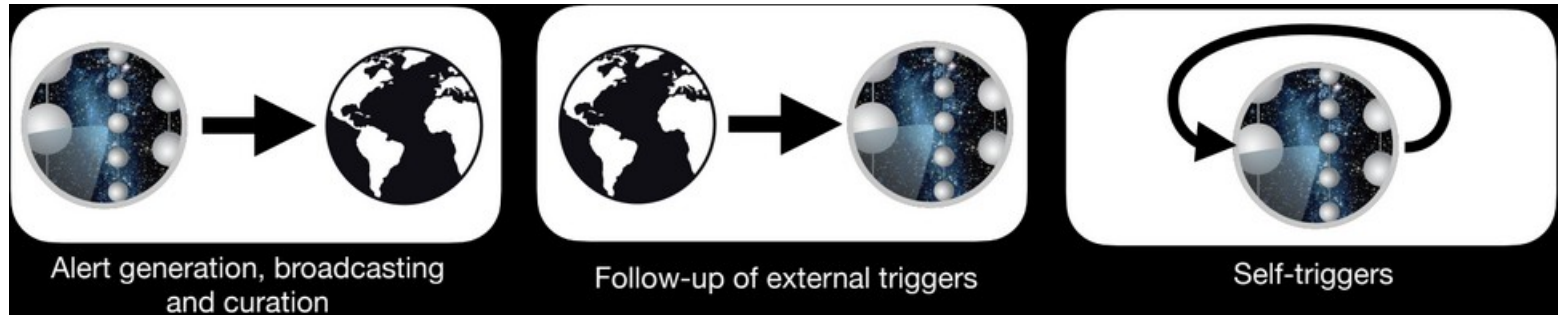 Alert generation, broadcasting
and curation
Follow-up of external triggers
Self-triggers